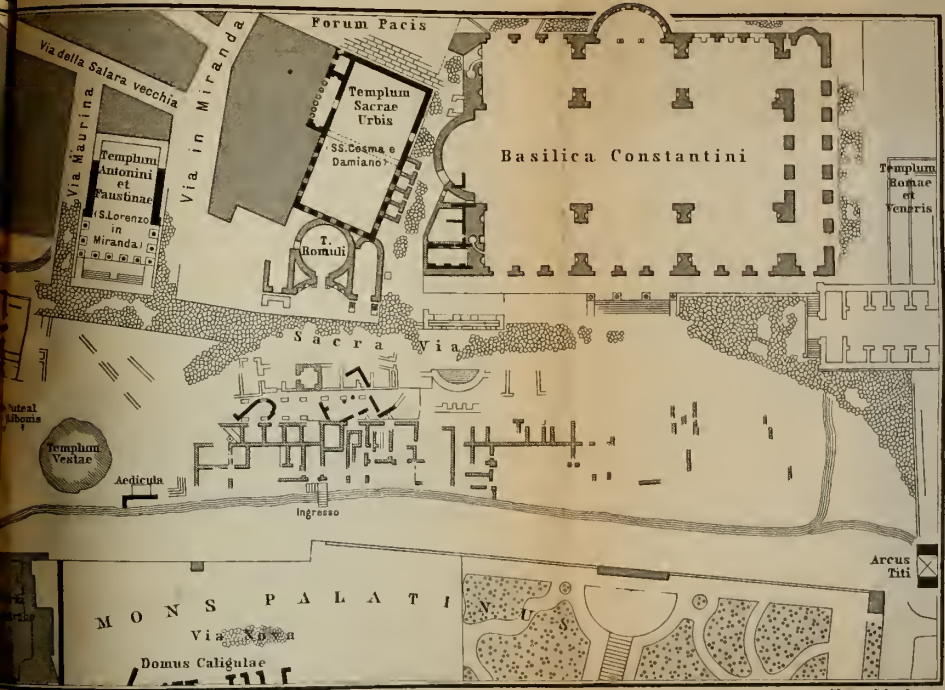 Forum Pacis
Via della Salara vecchia
Via in Miranda
Via Maurina
Templum
Antonini
et
Faustinae
(S. Lorenzo
in
Miranda)
Templum
Sacrae
Urbis
(SS. Cosma e
Damiano)
T.
Romuli
Basilica Constantini
Templum
Romae
et
Veneris
Sacra Via
Templum
Vestae
Aedicula
Ingresso
Arcus
Titi
MONS PALATINUS
Via Nova
Domus Caligulae